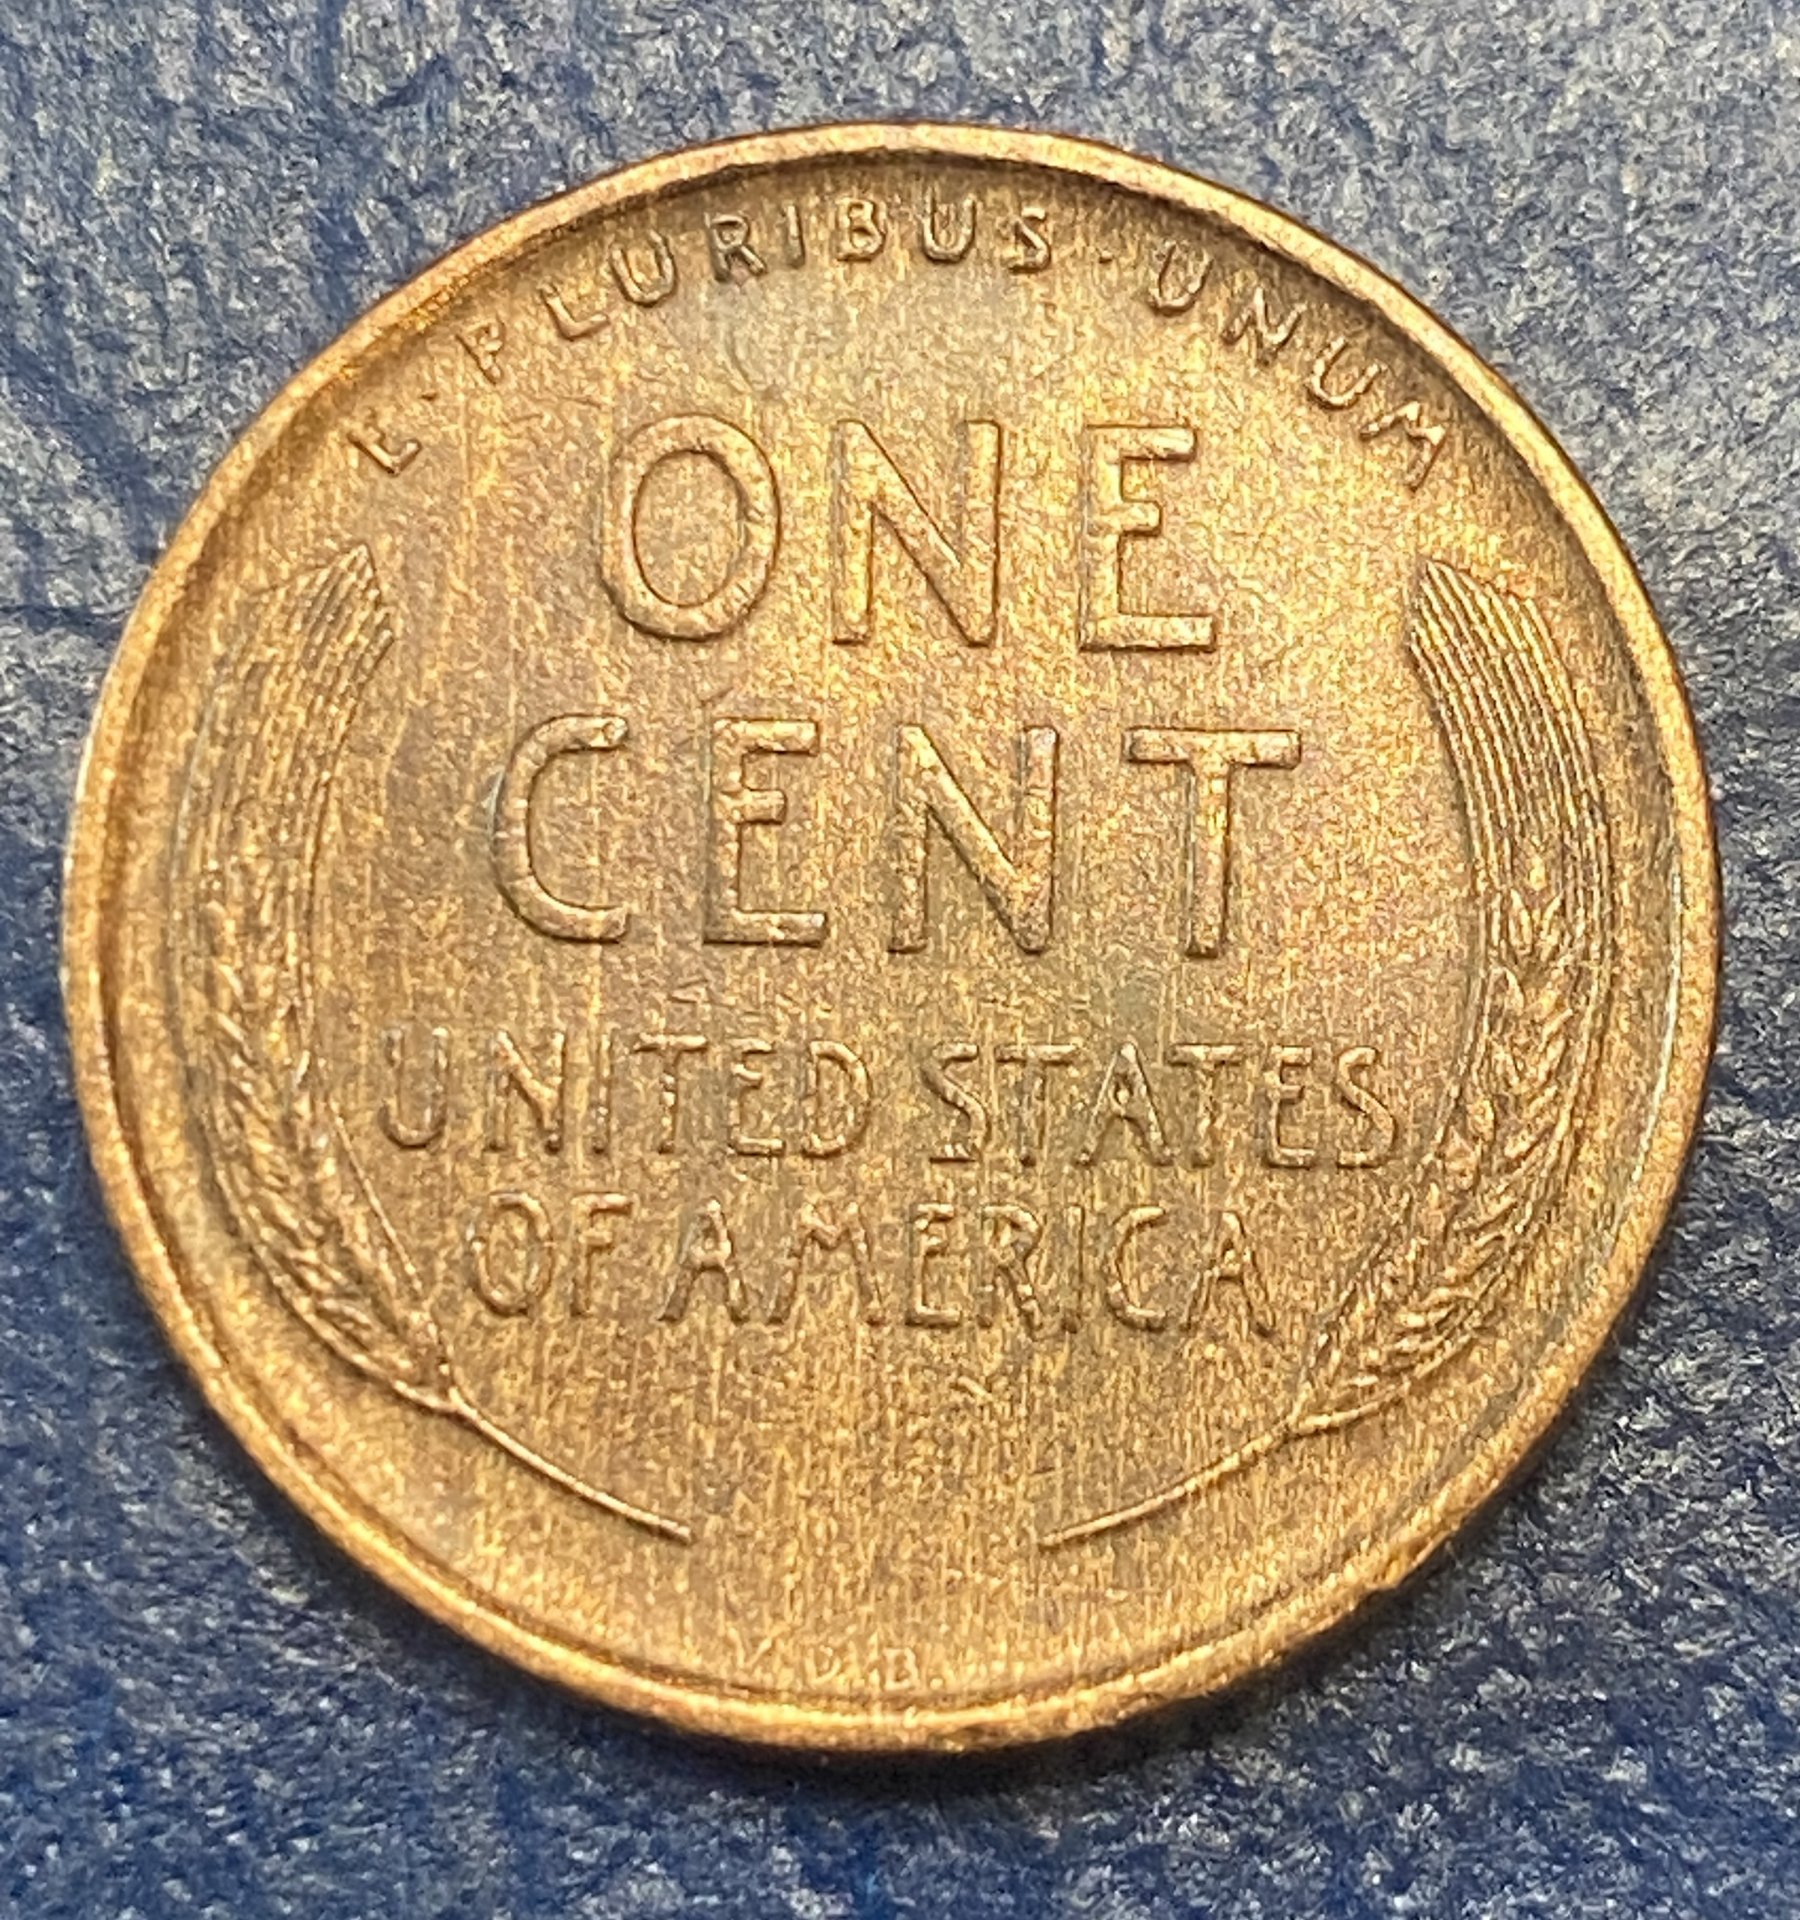 E·PLURIBUS·UNUM
ONE
CENT
UNITED STATES
OF AMERICA
V.D.B.